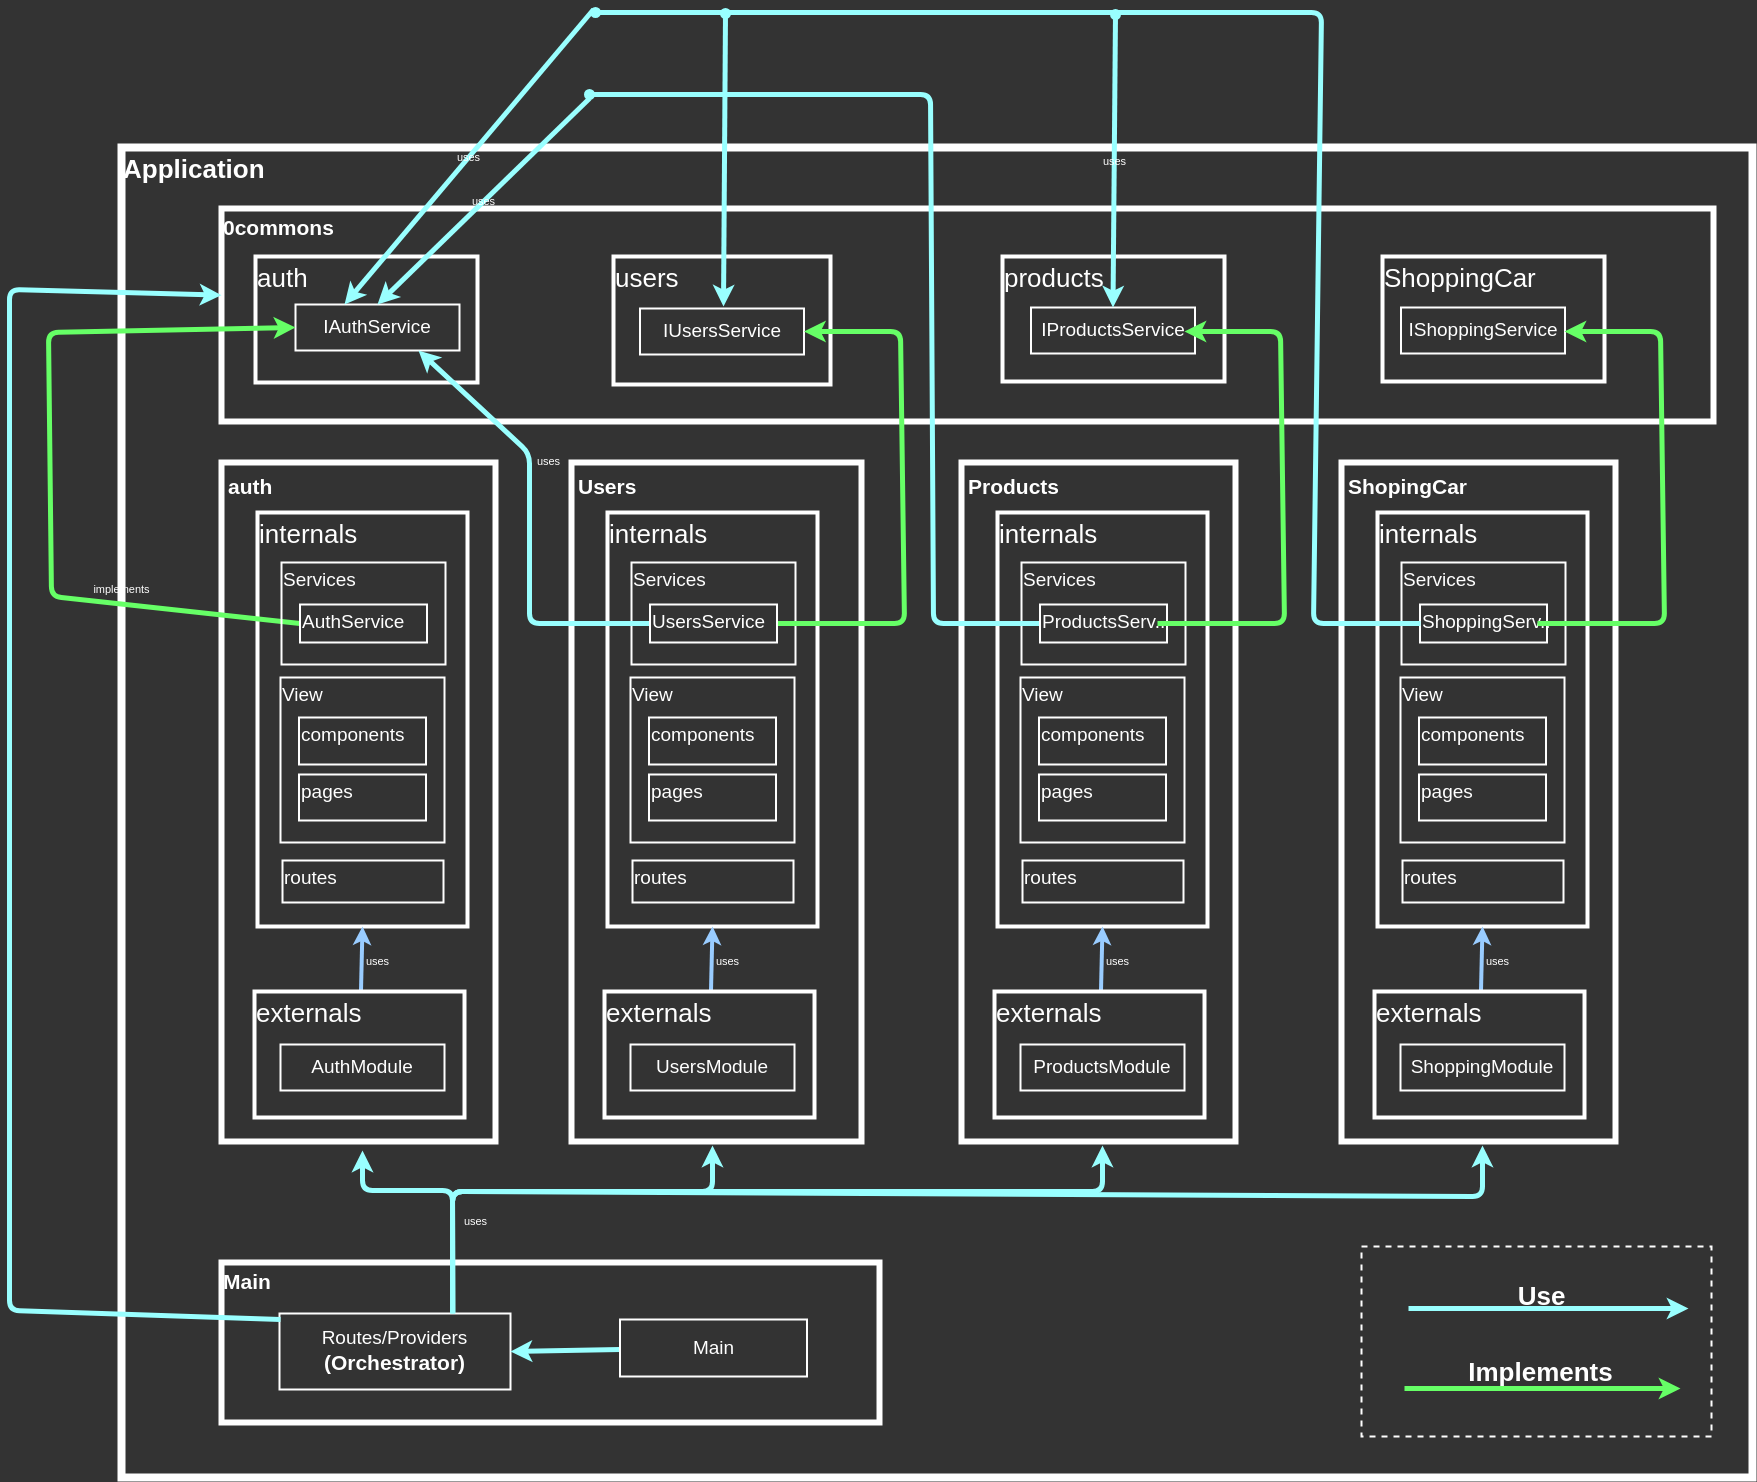 uses
uses
uses
Application
0commons
auth
users
products
ShoppingCar
IAuthService
IUsersService
IProductsService
IShoppingService
uses
auth
Users
Products
ShopingCar
internals
internals
internals
internals
Services
Services
Services
Services
implements
AuthService
UsersService
ProductsServ...
ShoppingServ...
View
View
View
View
components
components
components
components
pages
pages
pages
pages
routes
routes
routes
routes
uses
uses
uses
uses
externals
externals
externals
externals
AuthModule
UsersModule
ProductsModule
ShoppingModule
uses
Main
Routes/Providers
(Orchestrator)
Main
Use
Implements